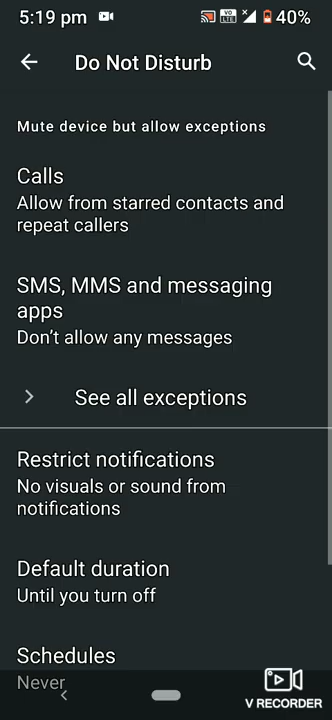 5:19 pm
VO
LTE
40%
Do Not Disturb
Mute device but allow exceptions
Calls
Allow from starred contacts and
repeat callers
SMS, MMS and messaging
apps
Don't allow any messages
See all exceptions
Restrict notifications
No visuals or sound from
notifications
Default duration
Until you turn off
Schedules
Never
V RECORDER